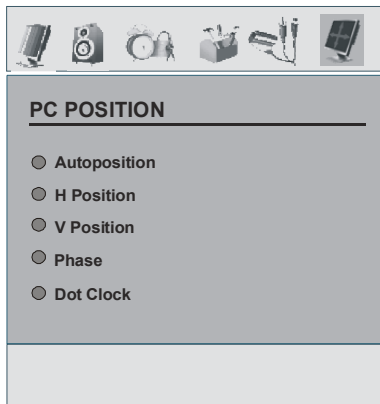 PC POSITION
Autoposition
H Position
V Position
Phase
Dot Clock